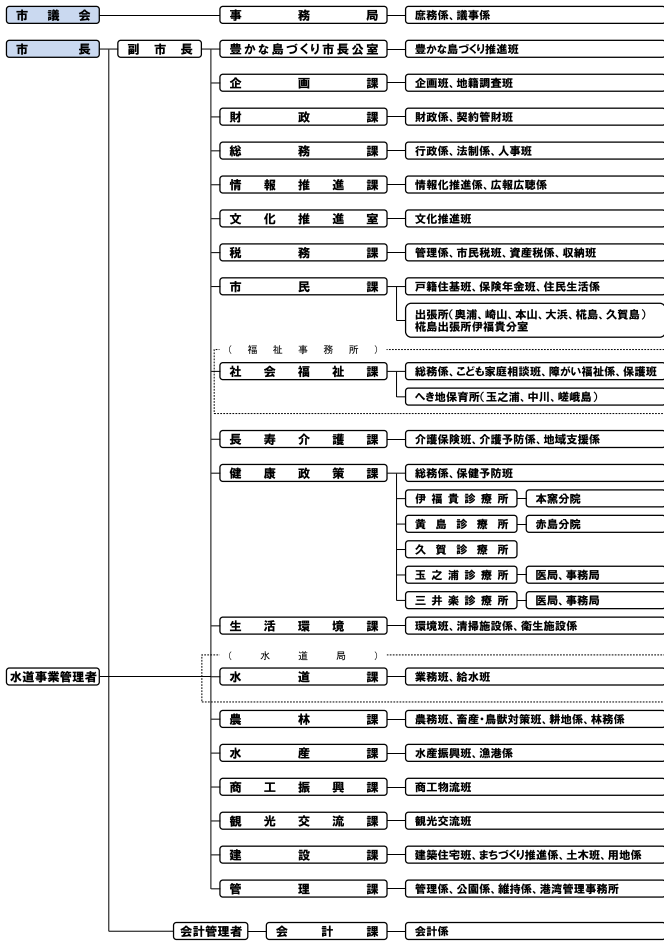 市議会 事務局 庶務係、議事係
市長 副市長 豊かな島づくり市長公室 豊かな島づくり推進班
企画課 企画班、地籍調査班
財政課 財政係、契約管財班
総務課 行政係、法制係、人事班
情報推進課 情報化推進係、広報広聴係
文化推進室 文化推進班
税務課 管理係、市民税班、資産税係、収納班
市民課 戸籍住基班、保険年金班、住民生活係
出張所（奥浦、崎山、本山、大浜、椛島、久賀島）
椛島出張所伊福貴分室
（福祉事務所）
社会福祉課 総務係、こども家庭相談班、障がい福祉係、保護班
へき地保育所（玉之浦、中川、嵯峨島）
長寿介護課 介護保険班、介護予防係、地域支援係
健康政策課 総務係、保健予防班
伊福貴診療所 本窯分院
黄島診療所 赤島分院
久賀診療所
玉之浦診療所 医局、事務局
三井楽診療所 医局、事務局
生活環境課 環境班、清掃施設係、衛生施設係
（水道局）
水道事業管理者 水道課 業務班、給水班
農林課 農務班、畜産・鳥獣対策班、耕地係、林務係
水産課 水産振興班、漁港係
商工振興課 商工物流班
観光交流課 観光交流班
建設課 建築住宅班、まちづくり推進係、土木班、用地係
管理課 管理係、公園係、維持係、港湾管理事務所
会計管理者 会計課 会計係